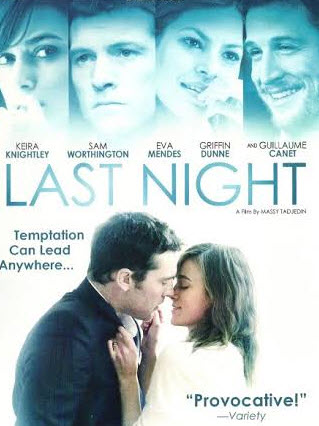 KEIRA KNIGHTLEY
SAM WORTHINGTON
EVA MENDES
GRIFFIN DUNNE
AND GUILLAUME CANET
LAST NIGHT
A Film By MASSY TADJEDIN
Temptation
Can Lead
Anywhere...
"Provocative!"
—Variety